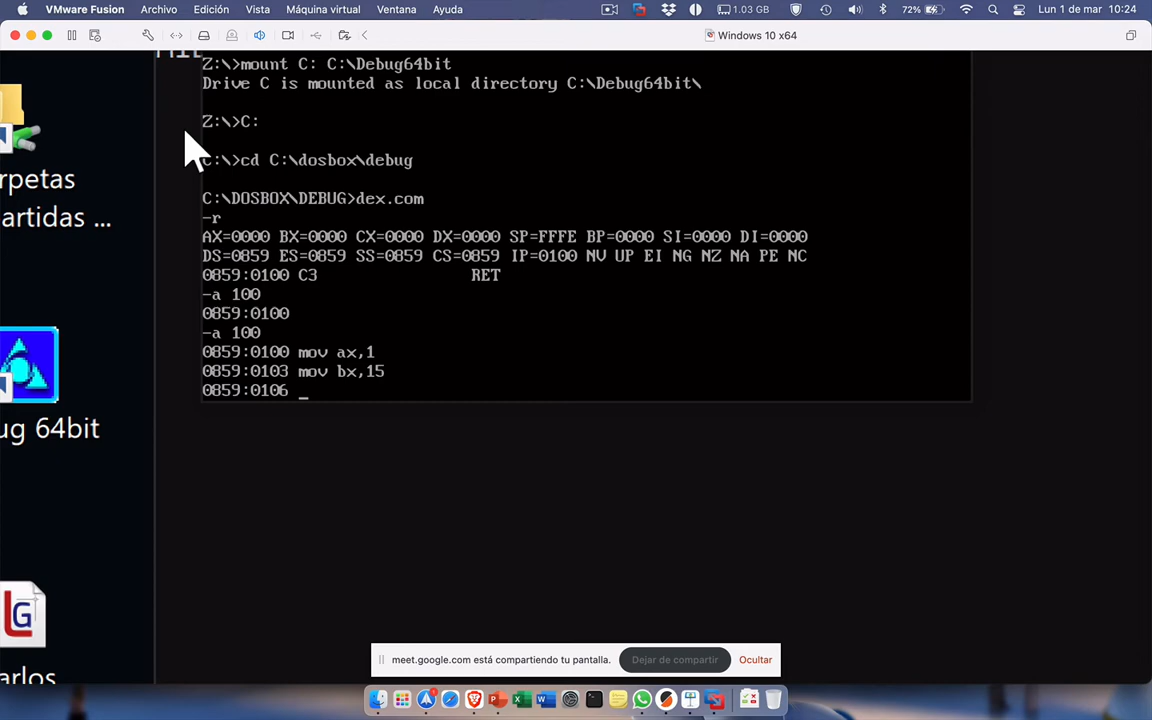 VMware Fusion Archivo Edición Vista Máquina virtual Ventana Ayuda 1.03 GB 72% Lun 1 de mar 10:24
Windows 10 x64
Z:\>mount C: C:\Debug64bit
Drive C is mounted as local directory C:\Debug64bit\
Z:\>C:
C:\>cd C:\dosbox\debug
C:\DOSBOX\DEBUG>dex.com
-r
AX=0000 BX=0000 CX=0000 DX=0000 SP=FFFE BP=0000 SI=0000 DI=0000
DS=0859 ES=0859 SS=0859 CS=0859 IP=0100 NV UP EI NG NZ NA PE NC
0859:0100 C3 RET
-a 100
0859:0100
-a 100
0859:0100 mov ax,1
0859:0103 mov bx,15
0859:0106 _
rpetas
artidas ...
ug 64bit
LG
arlos
meet.google.com está compartiendo tu pantalla. Dejar de compartir Ocultar